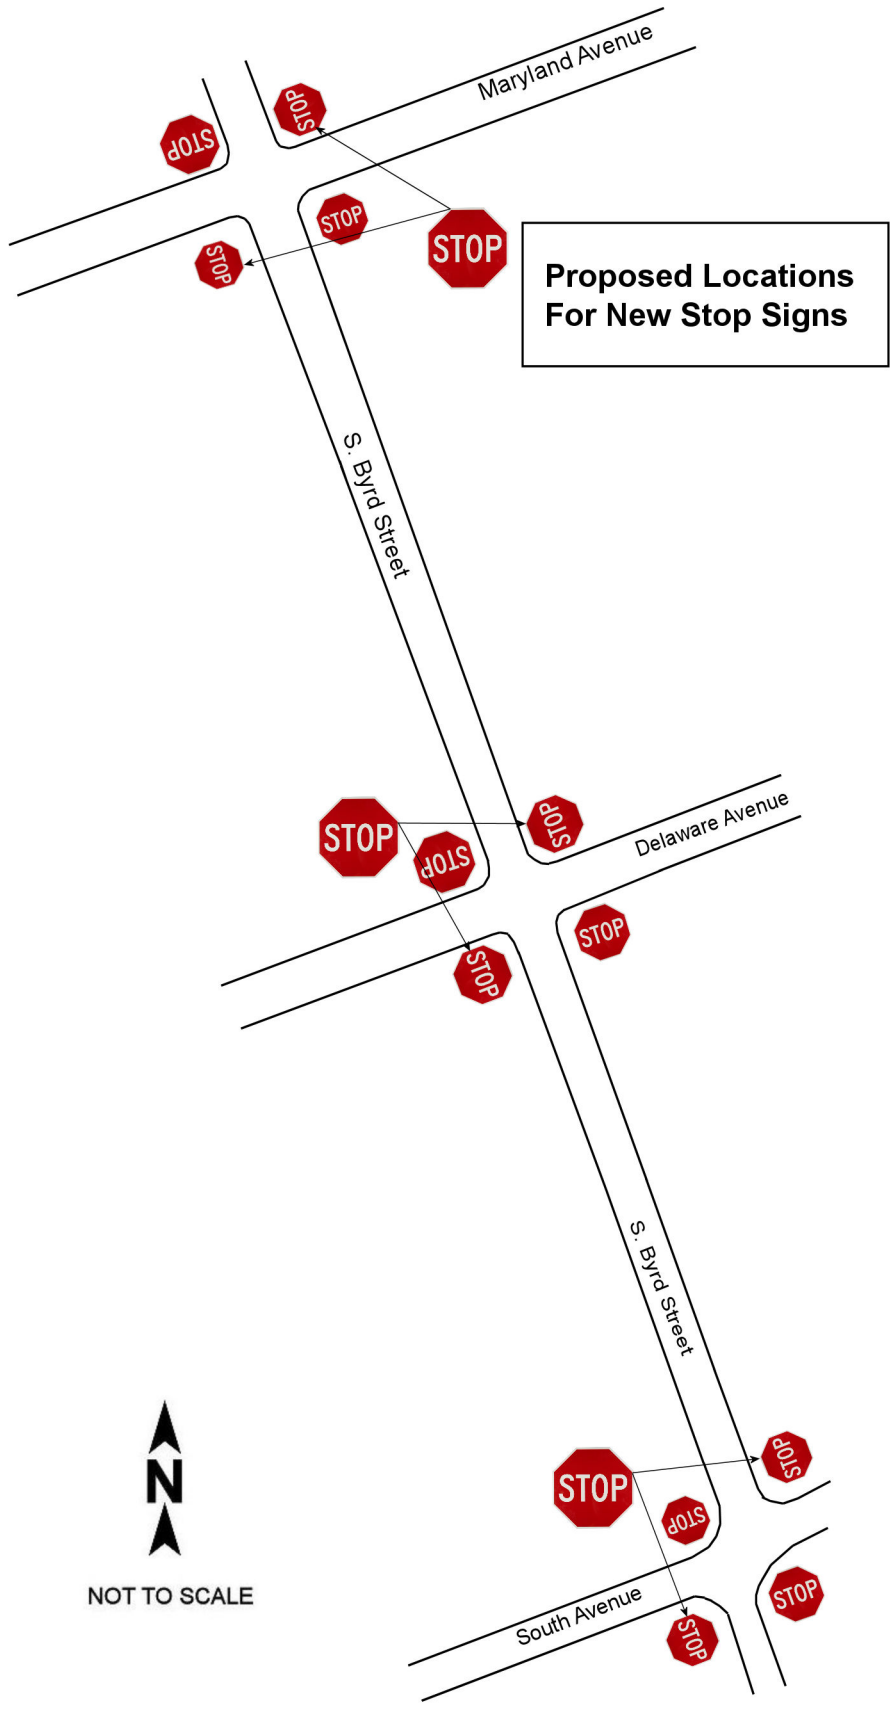 Maryland Avenue
STOP
STOP
STOP
STOP
STOP
Proposed Locations
For New Stop Signs
S. Byrd Street
STOP
STOP
STOP
Delaware Avenue
STOP
STOP
S. Byrd Street
STOP
STOP
STOP
N
NOT TO SCALE
STOP
South Avenue
STOP